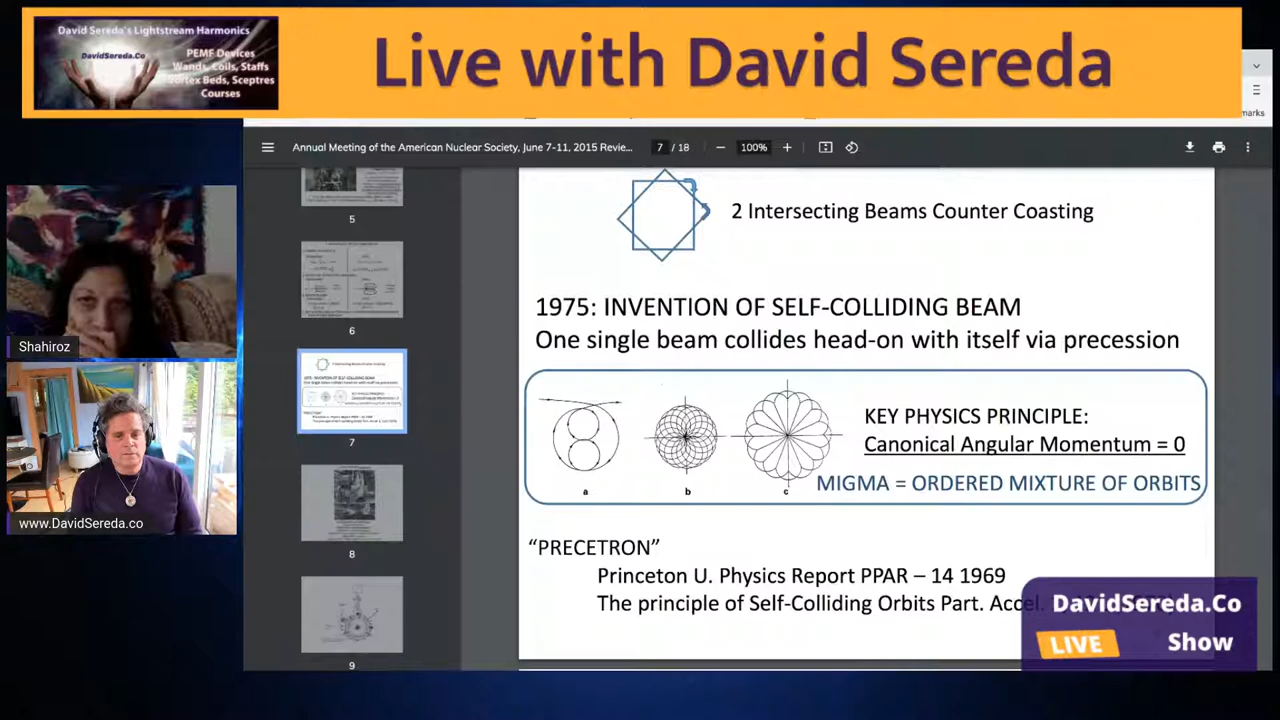 David Sereda's Lightstream Harmonics
DavidSereda.Co
PEMF Devices
Wands, Coils, Staffs
Vortex Beds, Sceptres
Courses
Live with David Sereda
marks
Annual Meeting of the American Nuclear Society, June 7-11, 2015 Revie...
7 / 18
100%
5
6
7
8
9
2 Intersecting Beams Counter Coasting
1975: INVENTION OF SELF-COLLIDING BEAM
One single beam collides head-on with itself via precession
KEY PHYSICS PRINCIPLE:
Canonical Angular Momentum = 0
MIGMA = ORDERED MIXTURE OF ORBITS
a
b
c
“PRECETRON”
Princeton U. Physics Report PPAR – 14 1969
The principle of Self-Colliding Orbits Part. Accel.
Shahiroz
www.DavidSereda.co
DavidSereda.Co
LIVE
Show